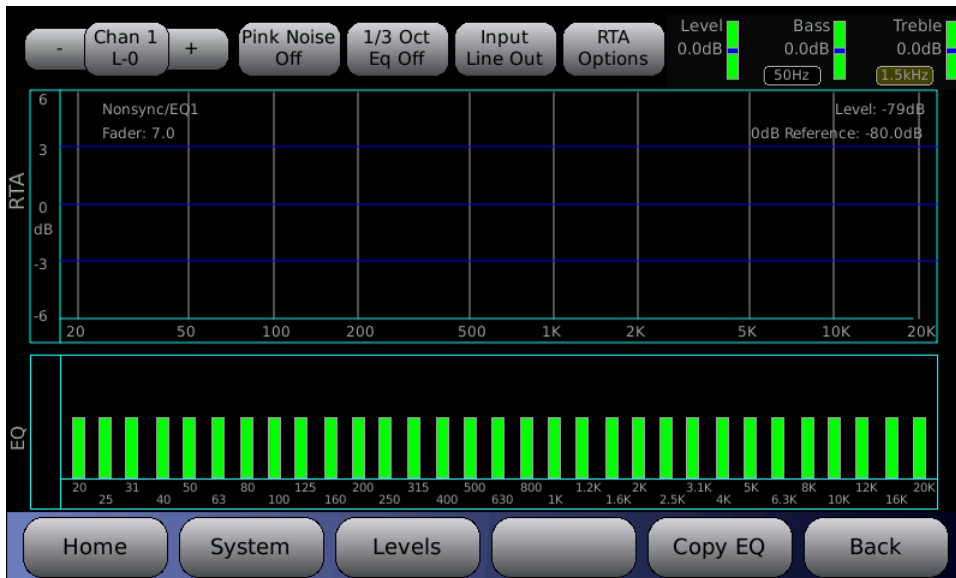 - Chan 1 + Pink Noise 1/3 Oct Input RTA Level Bass Treble
L-0 Off Eq Off Line Out Options 0.0dB 0.0dB 0.0dB
50Hz 1.5kHz
6 Nonsync/EQ1 Level: -79dB
Fader: 7.0 0dB Reference: -80.0dB
3
RTA
0
dB
-3
-6
20 50 100 200 500 1K 2K 5K 10K 20K
EQ
20 31 50 80 125 200 315 500 800 1.2K 2K 3.1K 5K 8K 12K 20K
25 40 63 100 160 250 400 630 1K 1.6K 2.5K 4K 6.3K 10K 16K
Home System Levels Copy EQ Back